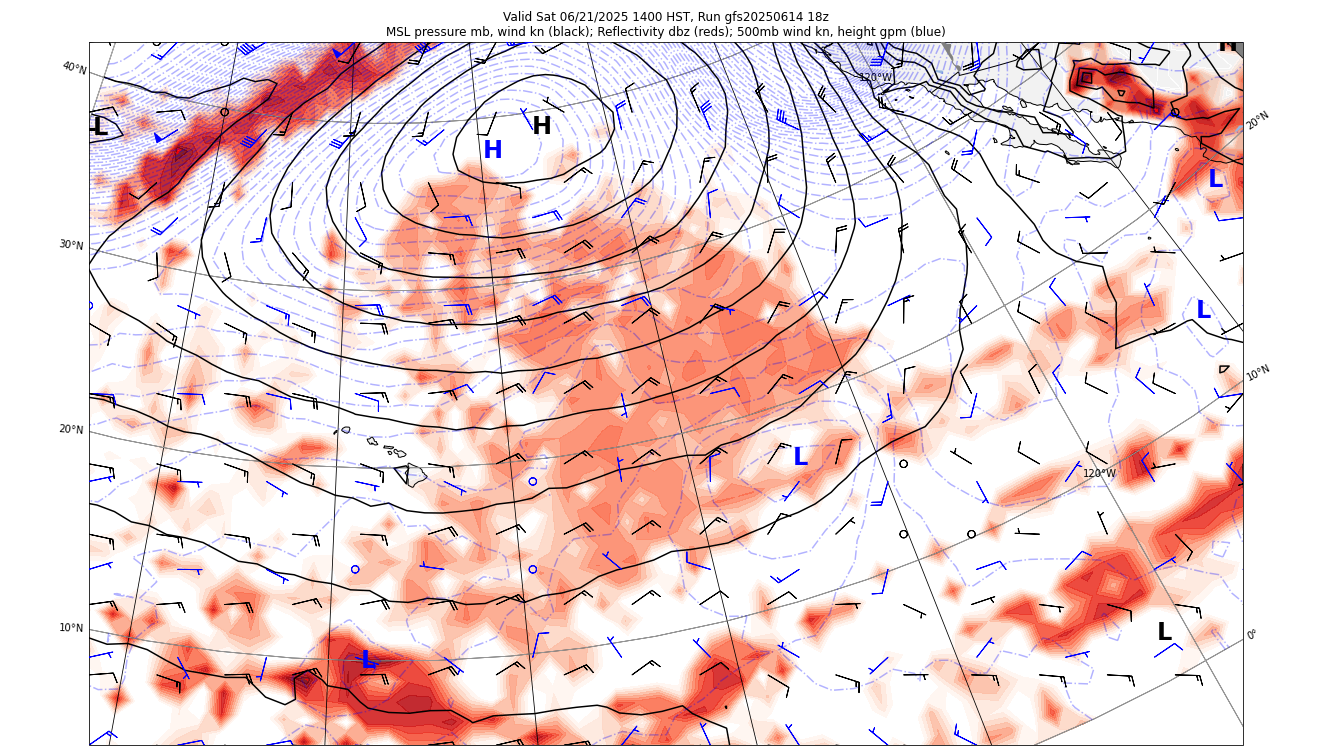 Valid Sat 06/21/2025 1400 HST, Run gfs20250614 18z
MSL pressure mb, wind kn (black); Reflectivity dbz (reds); 500mb wind kn, height gpm (blue)
H
40°N
120°W
L
H
20°N
H
L
30°N
L
10°N
20°N
L
120°W
10°N
L
0°
L